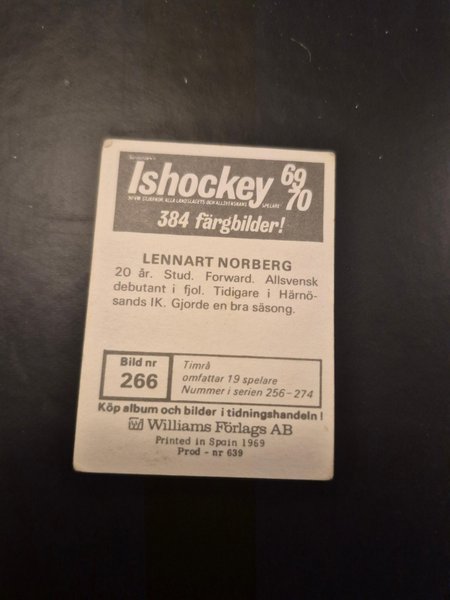 Ishockey 69
70
384 färgbilder!
LENNART NORBERG
20 år. Stud. Forward. Allsvensk
debutant i fjol. Tidigare i Härnö-
sands IK. Gjorde en bra säsong.
Bild nr
266
Timrå
omfattar 19 spelare
Nummer i serien 256-274
Köp album och bilder i tidningshandeln!
Williams Förlags AB
Printed in Spain 1969
Prod - nr 639